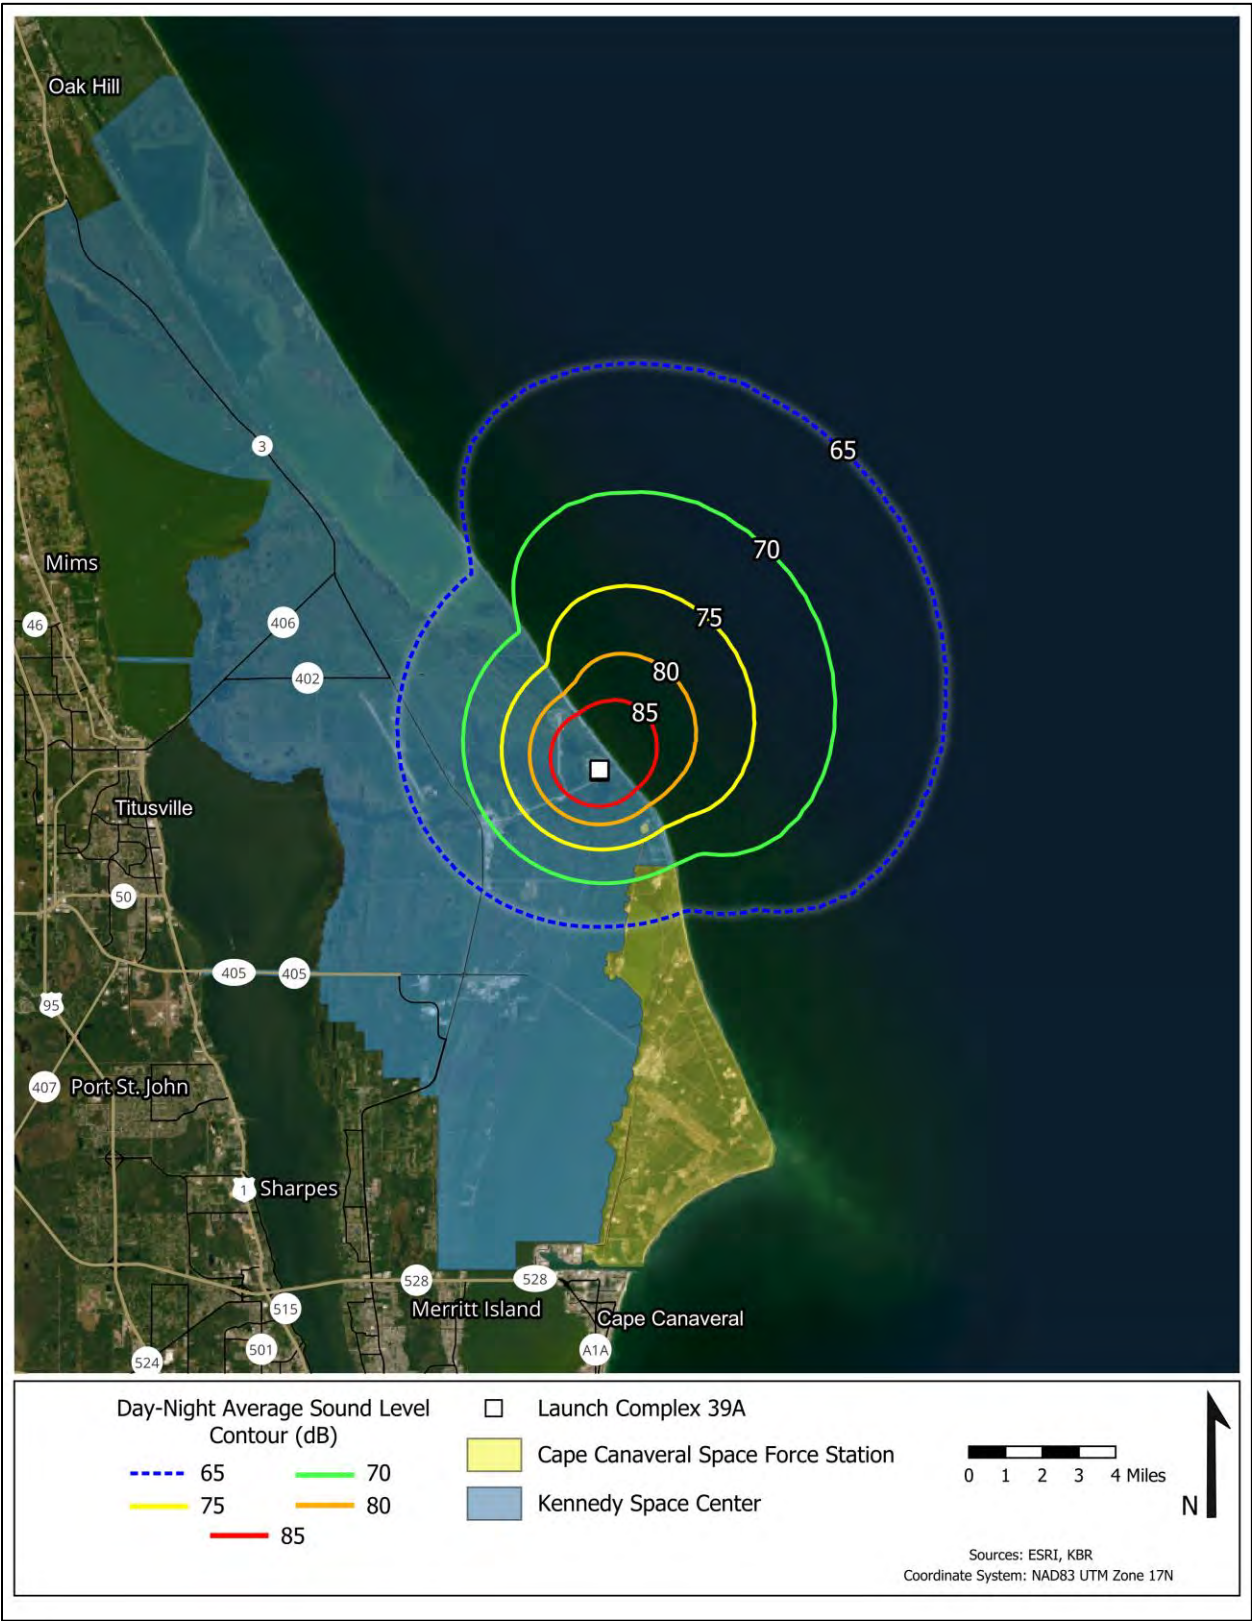 Oak Hill
65
3
70
Mims
75
406
46
80
402
85
Titusville
50
405
405
95
407
Port St. John
1
Sharpes
528
528
515
Merritt Island
Cape Canaveral
501
A1A
524
Day-Night Average Sound Level
Contour (dB)
65
70
75
80
85
Launch Complex 39A
Cape Canaveral Space Force Station
Kennedy Space Center
0 1 2 3 4 Miles
N
Sources: ESRI, KBR
Coordinate System: NAD83 UTM Zone 17N